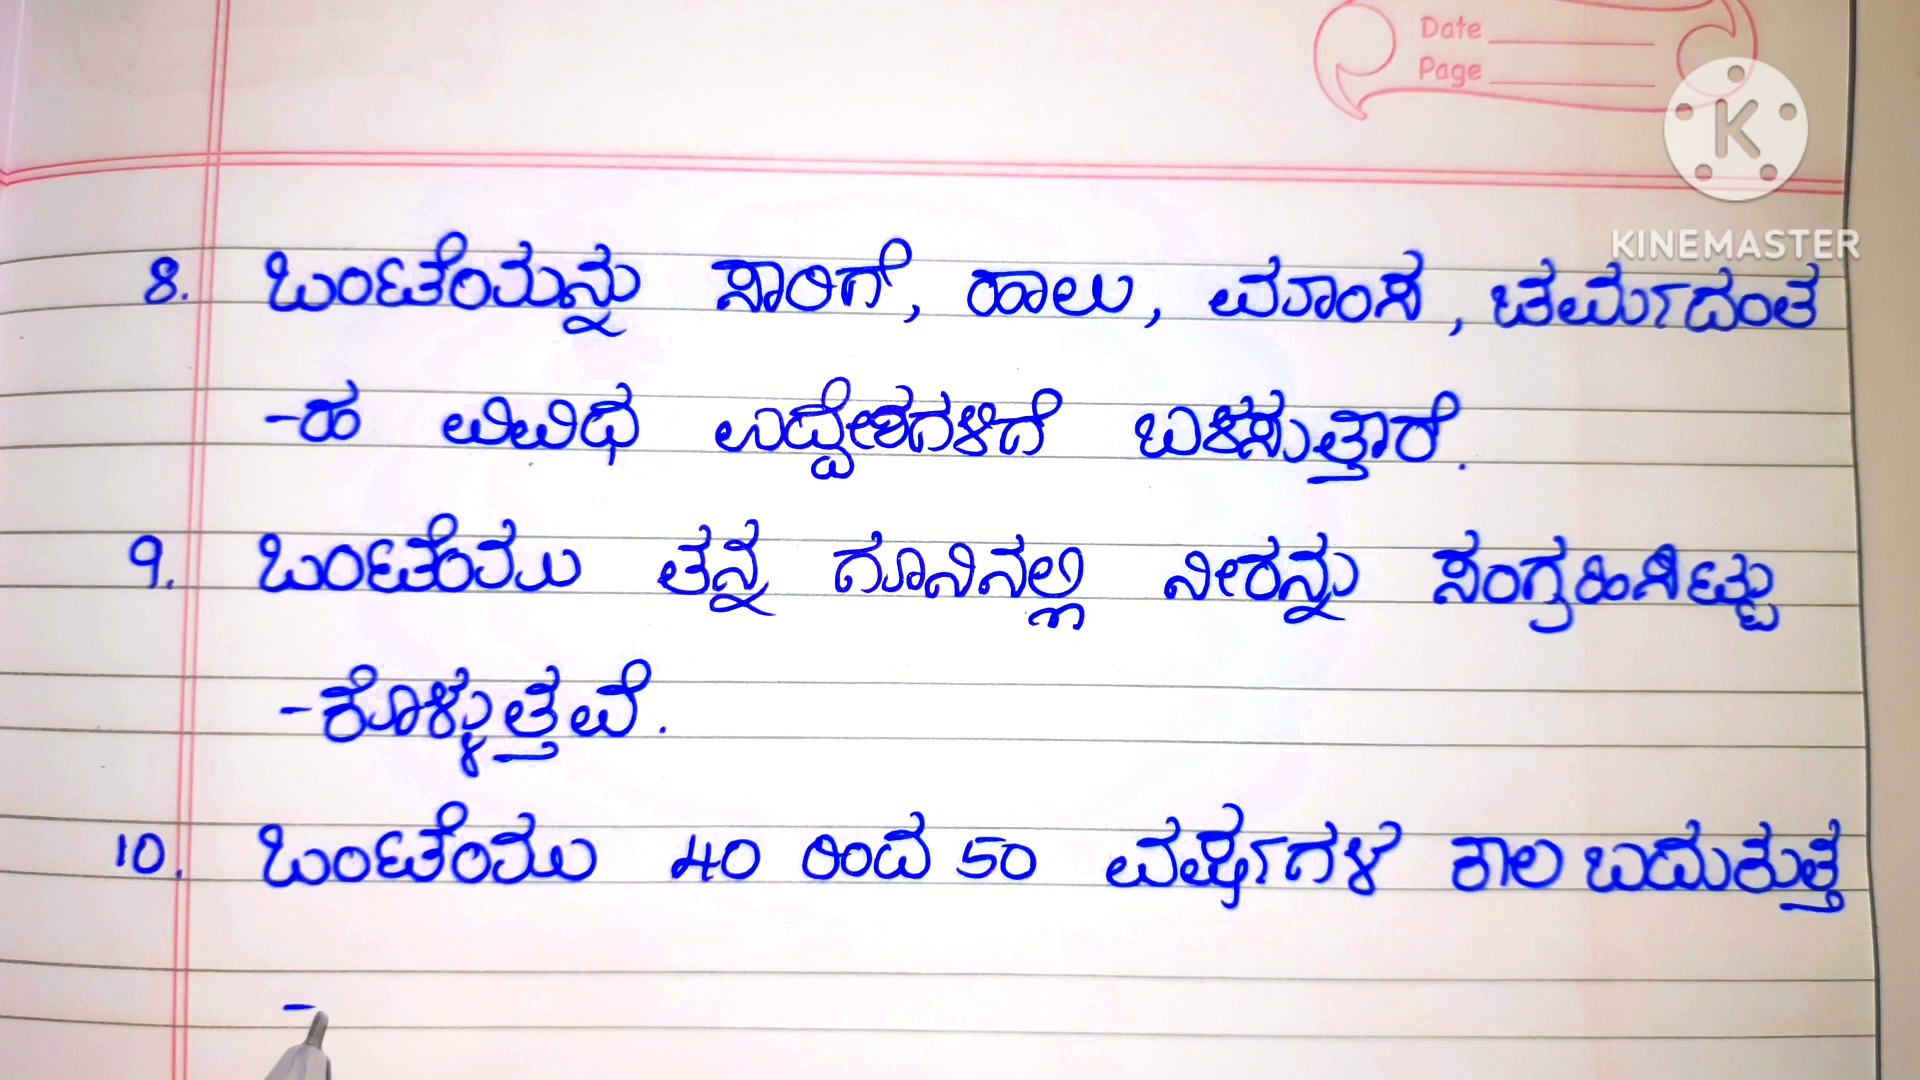 Date
Page
KINEMASTER
8. ಒಂಟೆಯನ್ನು ಸಾರಿಗೆ, ಹಾಲು, ಮಾಂಸ, ಚರ್ಮದಂತ
-ಹ ವಿವಿಧ ಉದ್ದೇಶಗಳಿಗೆ ಬಳಸುತ್ತಾರೆ.
9. ಒಂಟೆಯು ತನ್ನ ಗೂನಿನಲ್ಲಿ ನೀರನ್ನು ಸಂಗ್ರಹಿಸಿಟ್ಟು
-ಕೊಳ್ಳುತ್ತವೆ.
10. ಒಂಟೆಯು 40 ರಿಂದ 50 ವರ್ಷಗಳ ಕಾಲ ಬದುಕುತ್ತ
-